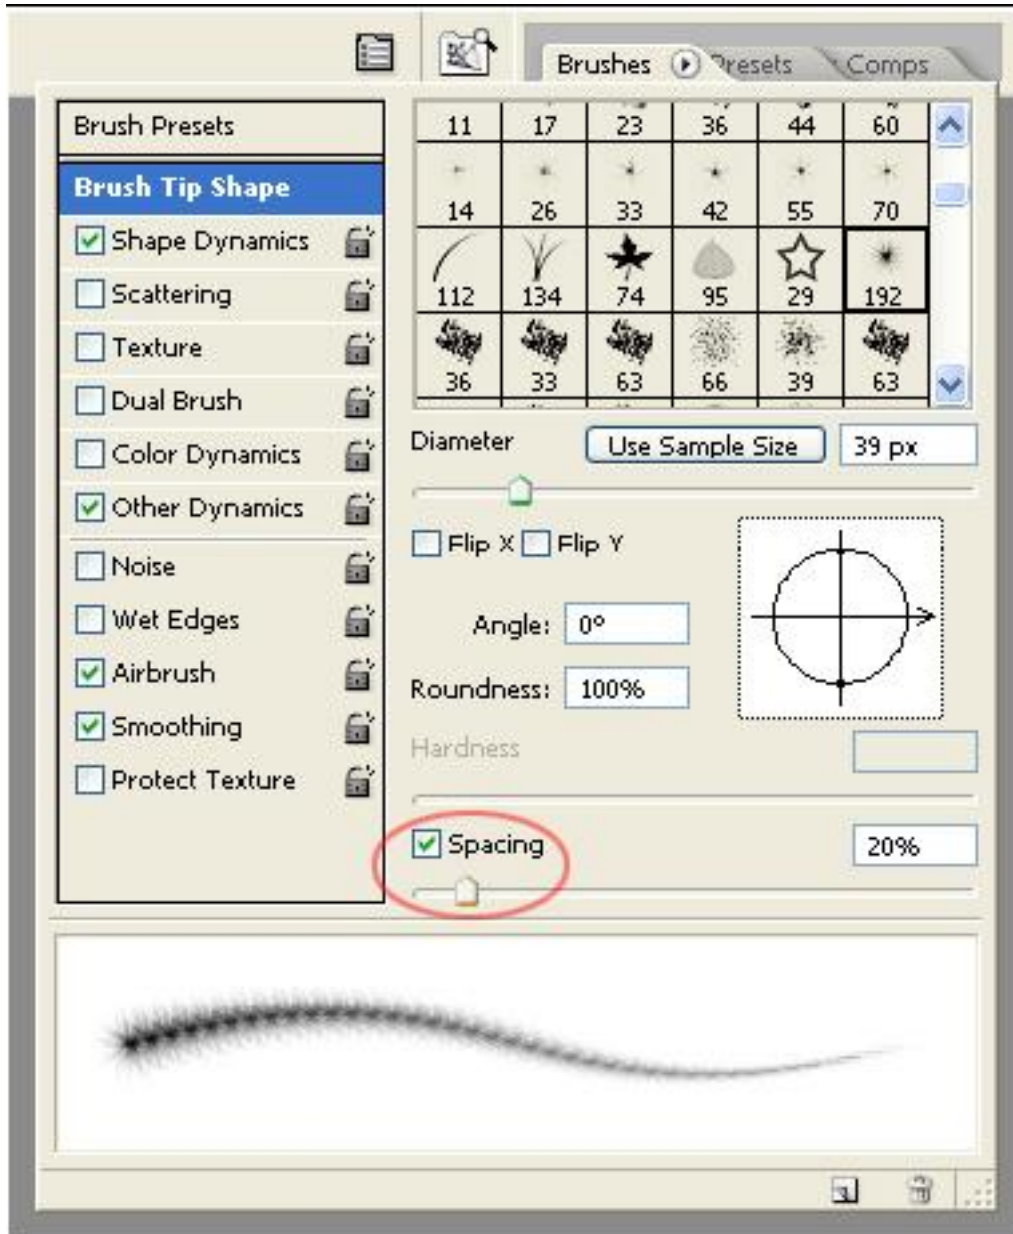 Brushes Presets Comps
Brush Presets
Brush Tip Shape
Shape Dynamics
Scattering
Texture
Dual Brush
Color Dynamics
Other Dynamics
Noise
Wet Edges
Airbrush
Smoothing
Protect Texture
11 17 23 36 44 60
14 26 33 42 55 70
112 134 74 95 29 192
36 33 63 66 39 63
Diameter Use Sample Size 39 px
Flip X Flip Y
Angle: 0°
Roundness: 100%
Hardness
Spacing 20%